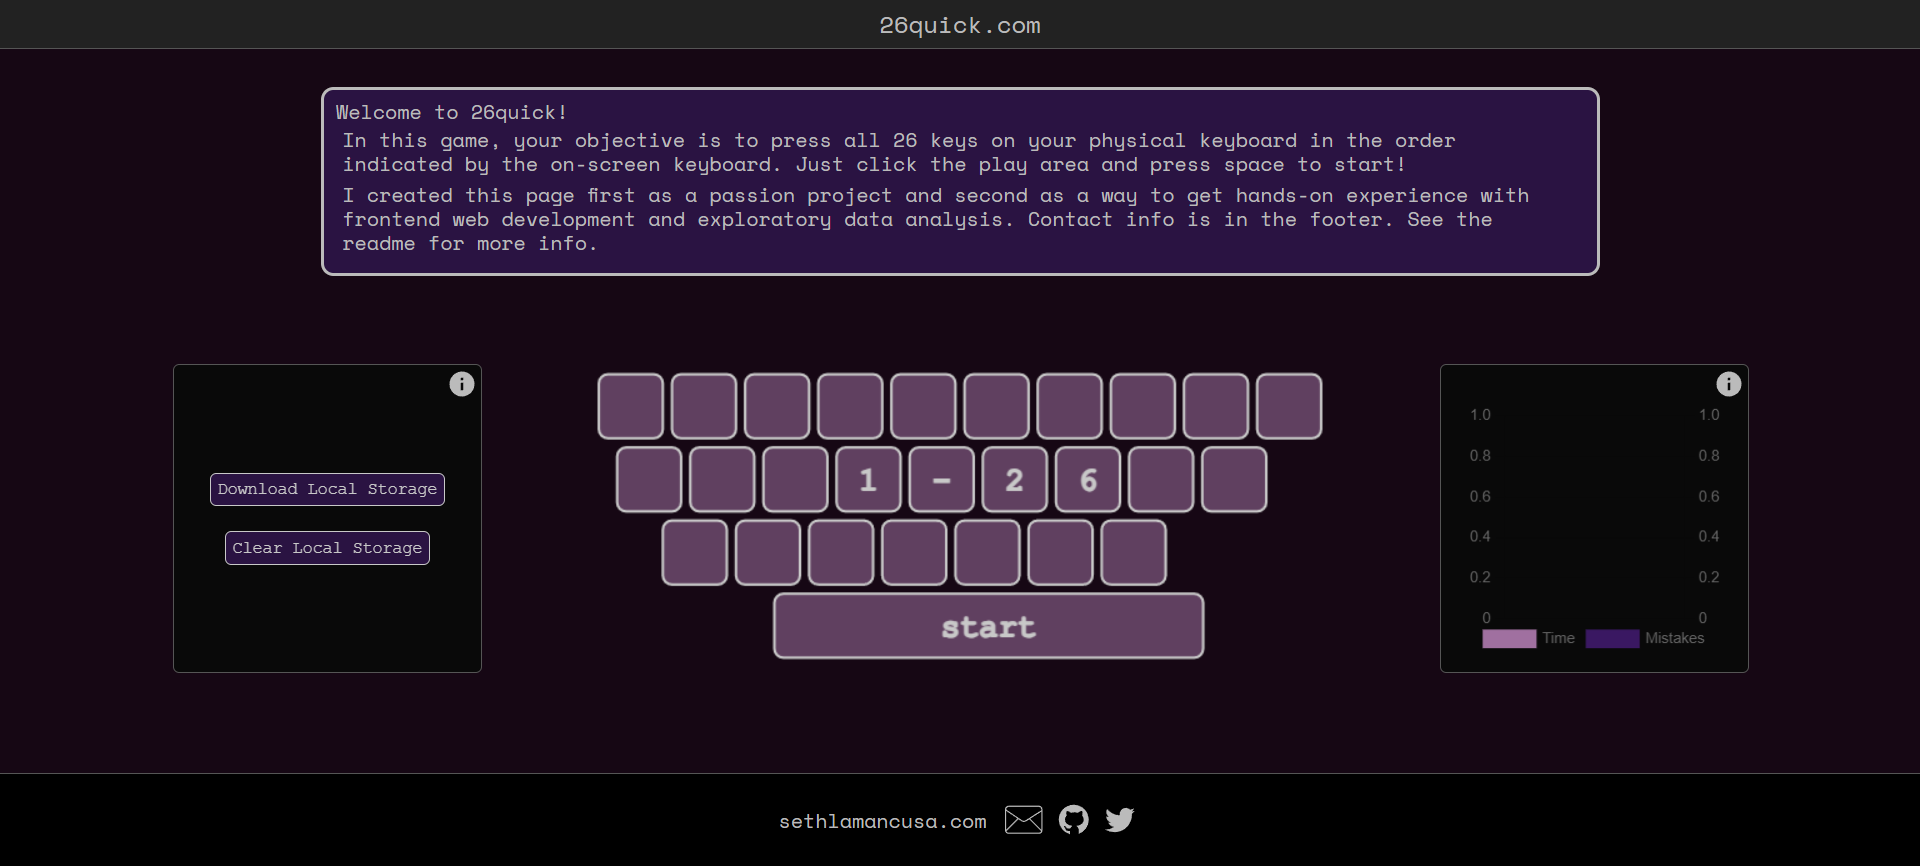 26quick.com
Welcome to 26quick!
In this game, your objective is to press all 26 keys on your physical keyboard in the order
indicated by the on-screen keyboard. Just click the play area and press space to start!
I created this page first as a passion project and second as a way to get hands-on experience with
frontend web development and exploratory data analysis. Contact info is in the footer. See the
readme for more info.
Download Local Storage
Clear Local Storage
1 - 2 6
start
1.0 1.0
0.8 0.8
0.6 0.6
0.4 0.4
0.2 0.2
0 0
Time Mistakes
sethlamancusa.com